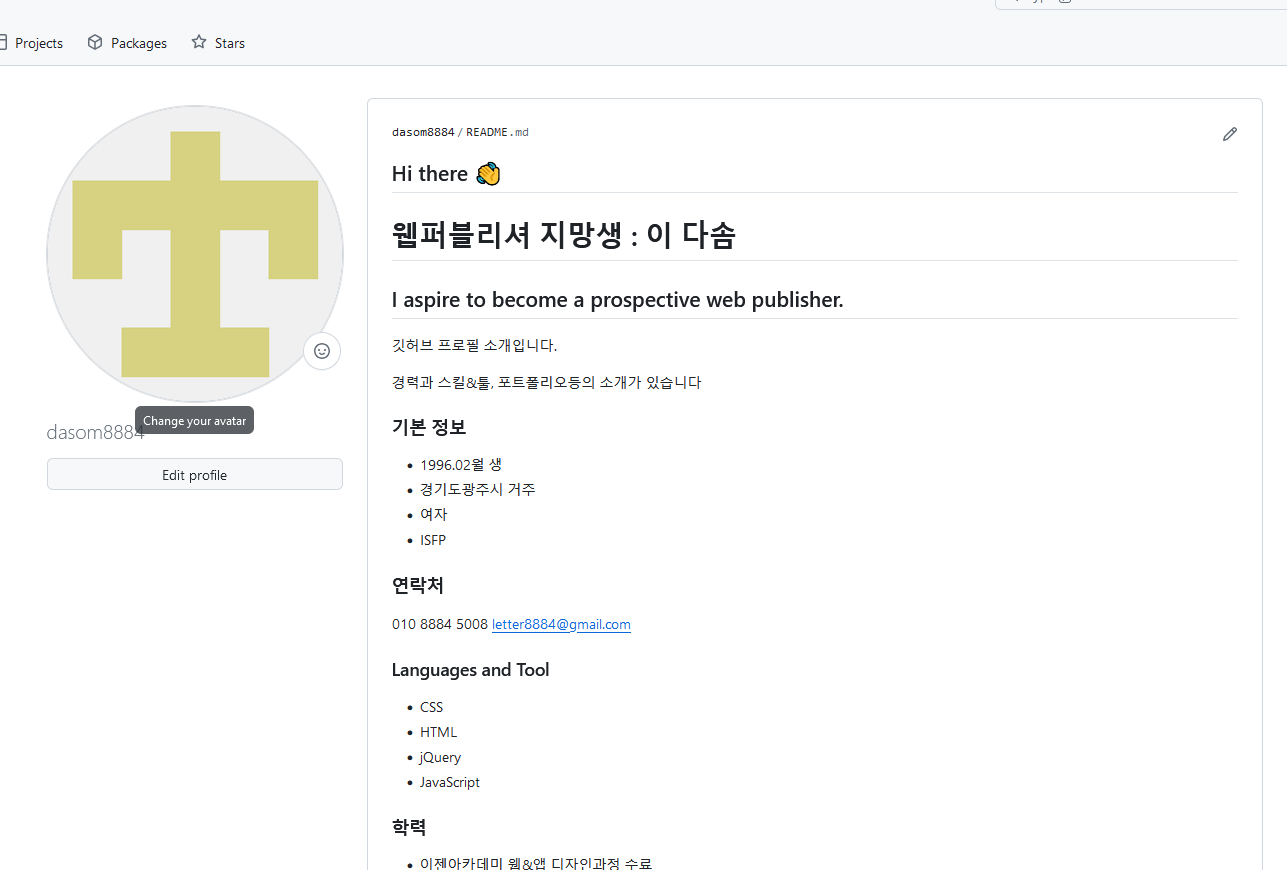 Projects
Packages
Stars
dasom8884/README.md
Hi there 👋
웹퍼블리셔 지망생 : 이 다솜
I aspire to become a prospective web publisher.
깃허브 프로필 소개입니다.
경력과 스킬&툴, 포트폴리오등의 소개가 있습니다
Change your avatar
dasom8884
Edit profile
기본 정보
1996.02월 생
경기도광주시 거주
여자
ISFP
연락처
010 8884 5008 letter8884@gmail.com
Languages and Tool
CSS
HTML
jQuery
JavaScript
학력
이젠아카데미 웹&앱 디자인과정 수료